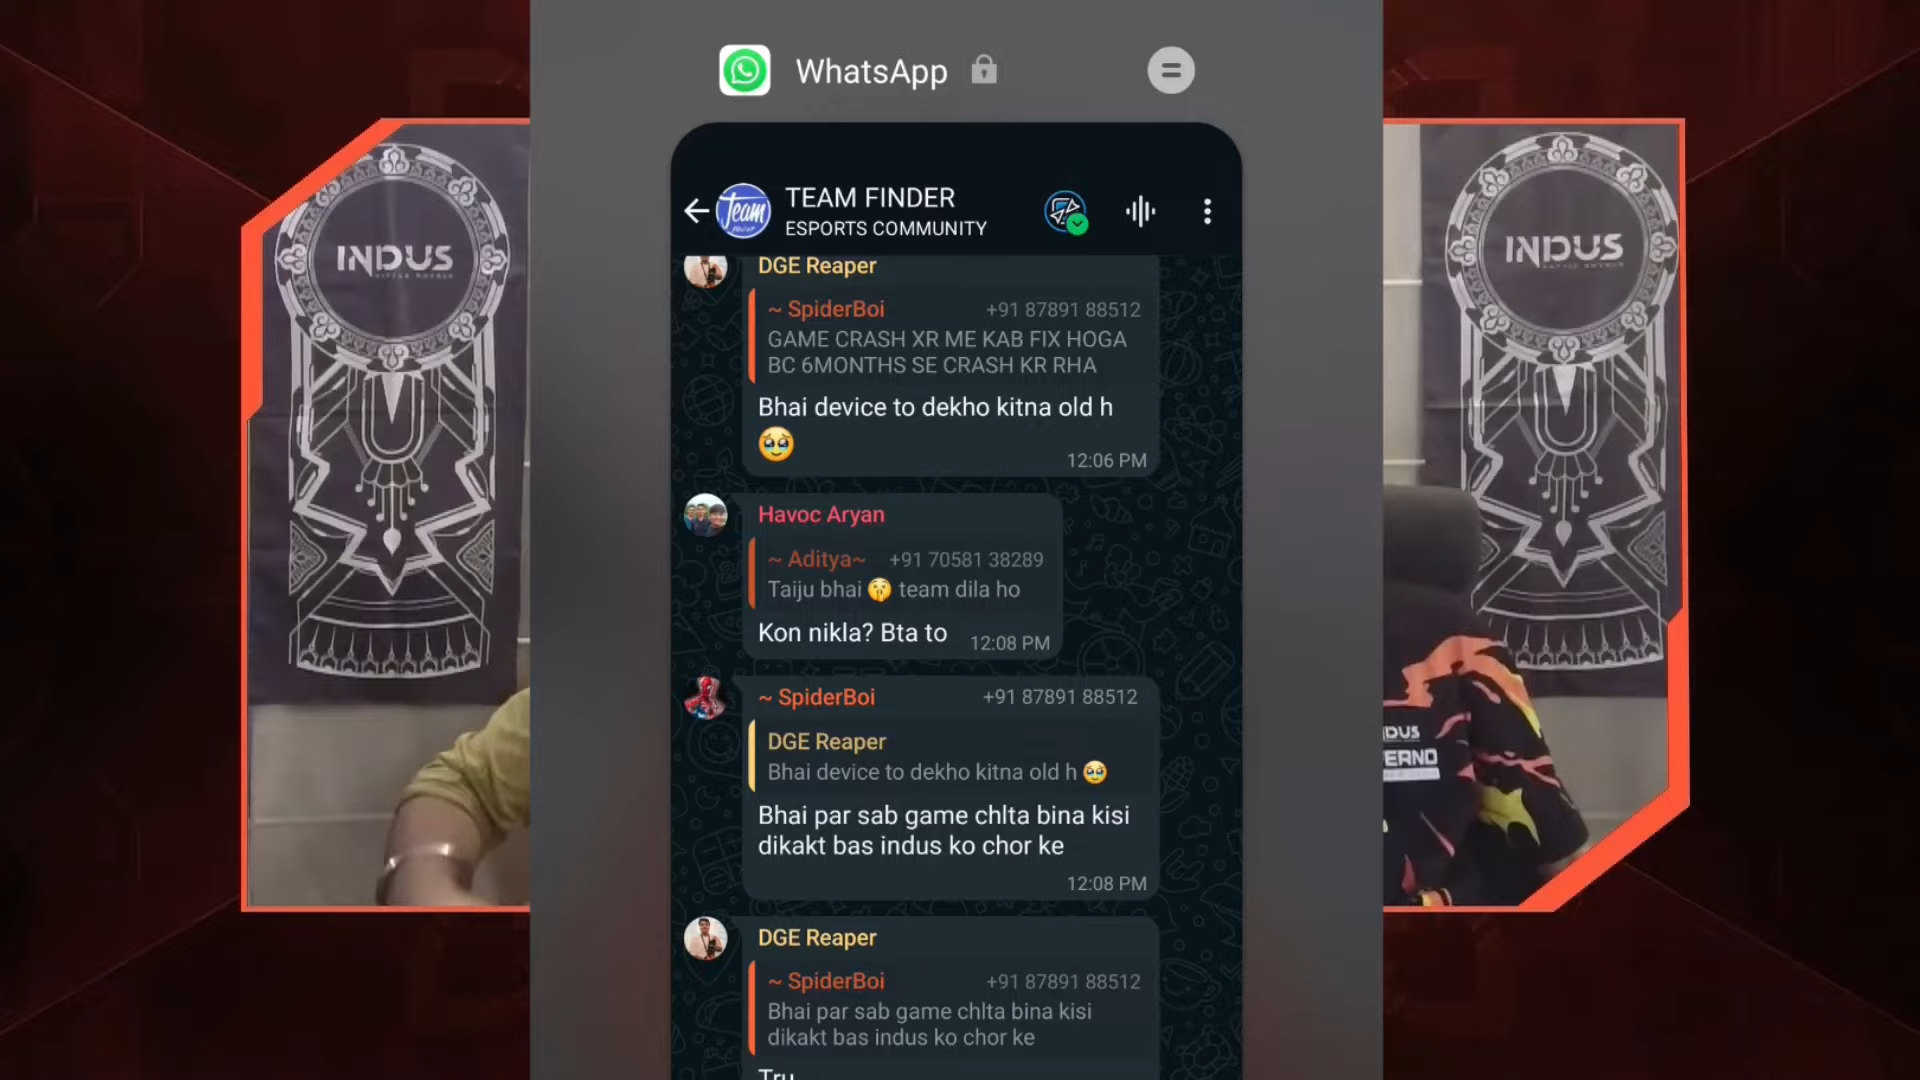 WhatsApp
TEAM FINDER
ESPORTS COMMUNITY
DGE Reaper
~ SpiderBoi +91 87891 88512
GAME CRASH XR ME KAB FIX HOGA
BC 6MONTHS SE CRASH KR RHA
Bhai device to dekho kitna old h
🥹
12:06 PM
Havoc Aryan
~ Aditya~ +91 70581 38289
Taiju bhai 🤫 team dila ho
Kon nikla? Bta to 12:08 PM
~ SpiderBoi +91 87891 88512
DGE Reaper
Bhai device to dekho kitna old h 🥹
Bhai par sab game chlta bina kisi
dikakt bas indus ko chor ke
12:08 PM
DGE Reaper
~ SpiderBoi +91 87891 88512
Bhai par sab game chlta bina kisi
dikakt bas indus ko chor ke
Tru
INDUS
INDUS
DUS
ERNO
Team